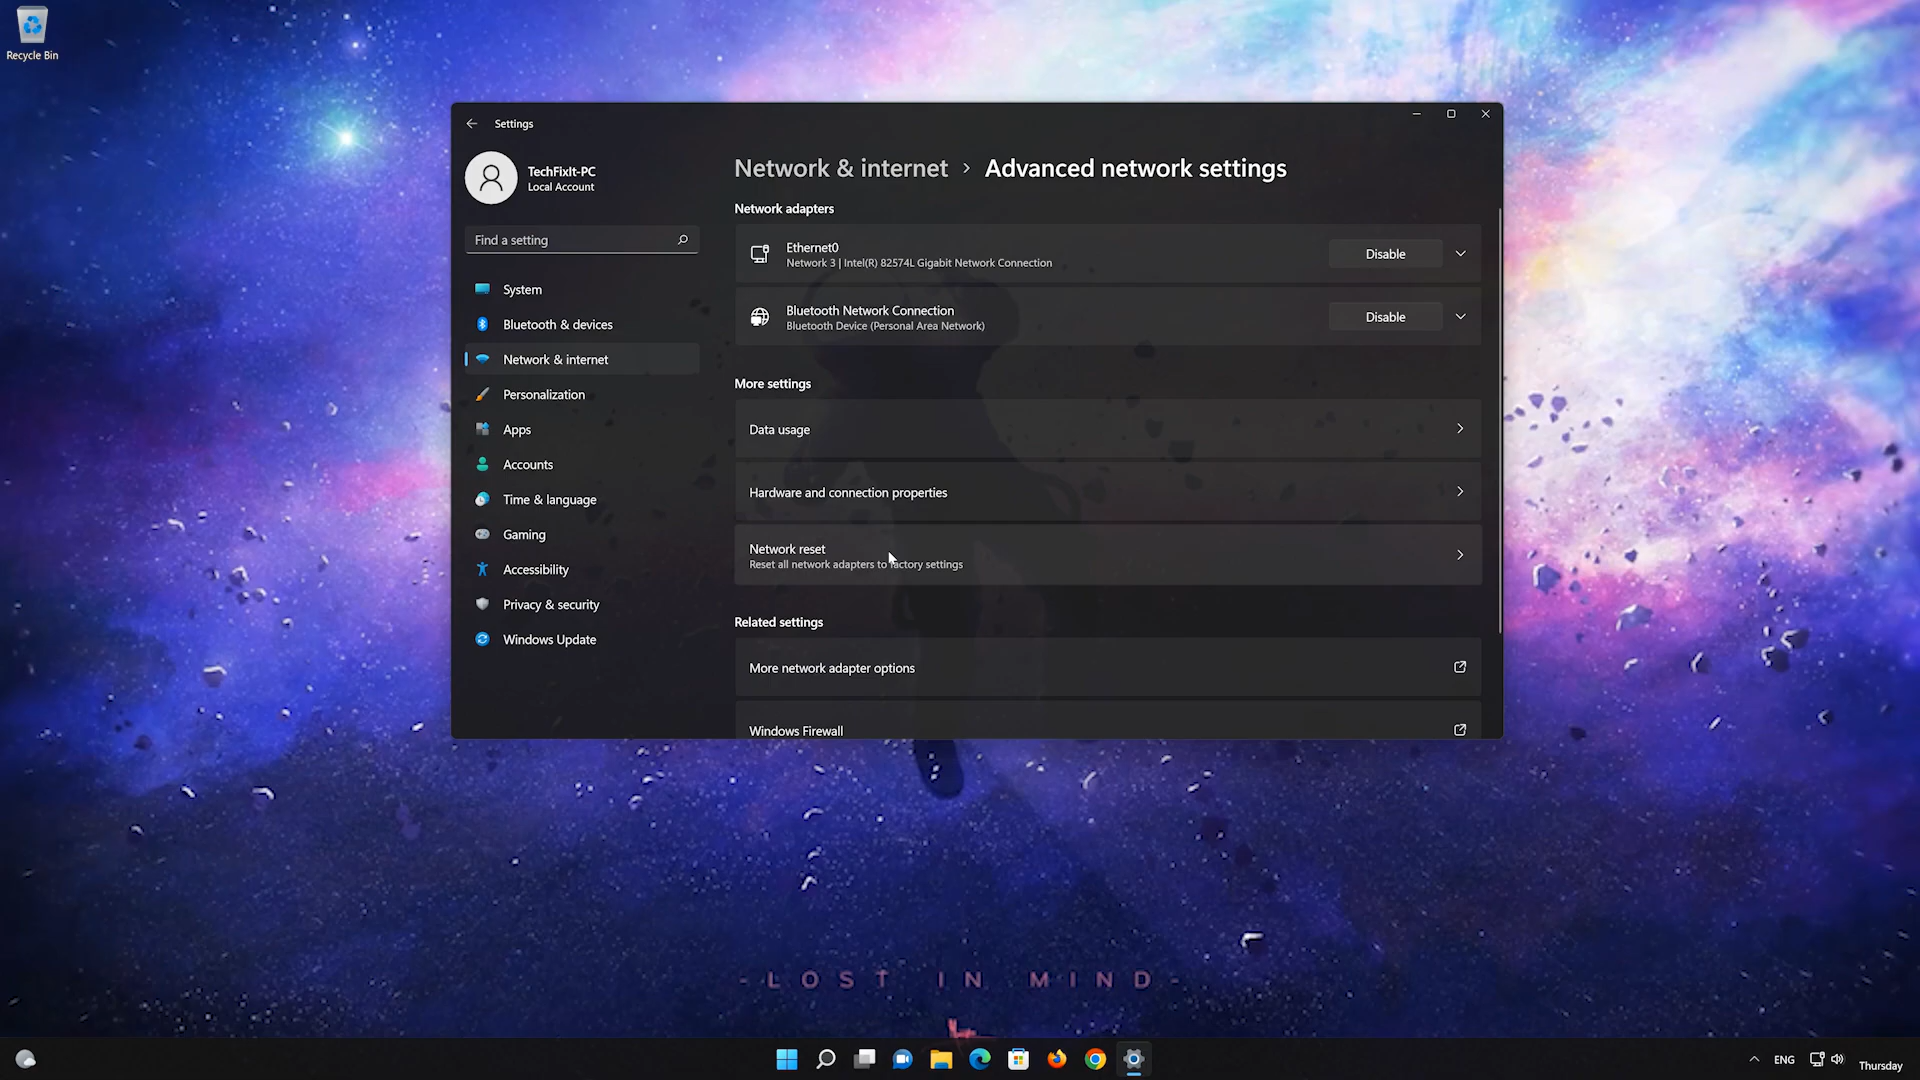 Recycle Bin
Settings
TechFixIt-PC
Local Account
Find a setting
System
Bluetooth & devices
Network & internet
Personalization
Apps
Accounts
Time & language
Gaming
Accessibility
Privacy & security
Windows Update
Network & internet > Advanced network settings
Network adapters
Ethernet0
Network 3 | Intel(R) 82574L Gigabit Network Connection
Disable
Bluetooth Network Connection
Bluetooth Device (Personal Area Network)
Disable
More settings
Data usage
Hardware and connection properties
Network reset
Reset all network adapters to factory settings
Related settings
More network adapter options
Windows Firewall
-LOST IN MIND-
ENG
Thursday